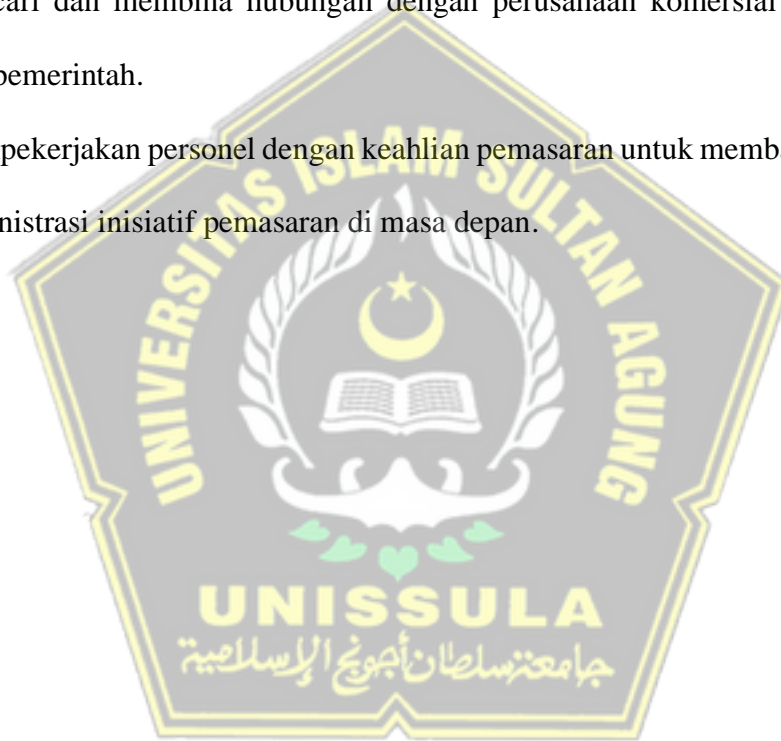 cari dan membina hubungan dengan perusahaan komersial
pemerintah.
pekerjakan personel dengan keahlian pemasaran untuk memb
nistrasi inisiatif pemasaran di masa depan.
UNIVERSITAS ISLAM SULTAN AGUNG
UNISSULA
جامعة سلطان أجونج الإسلامية